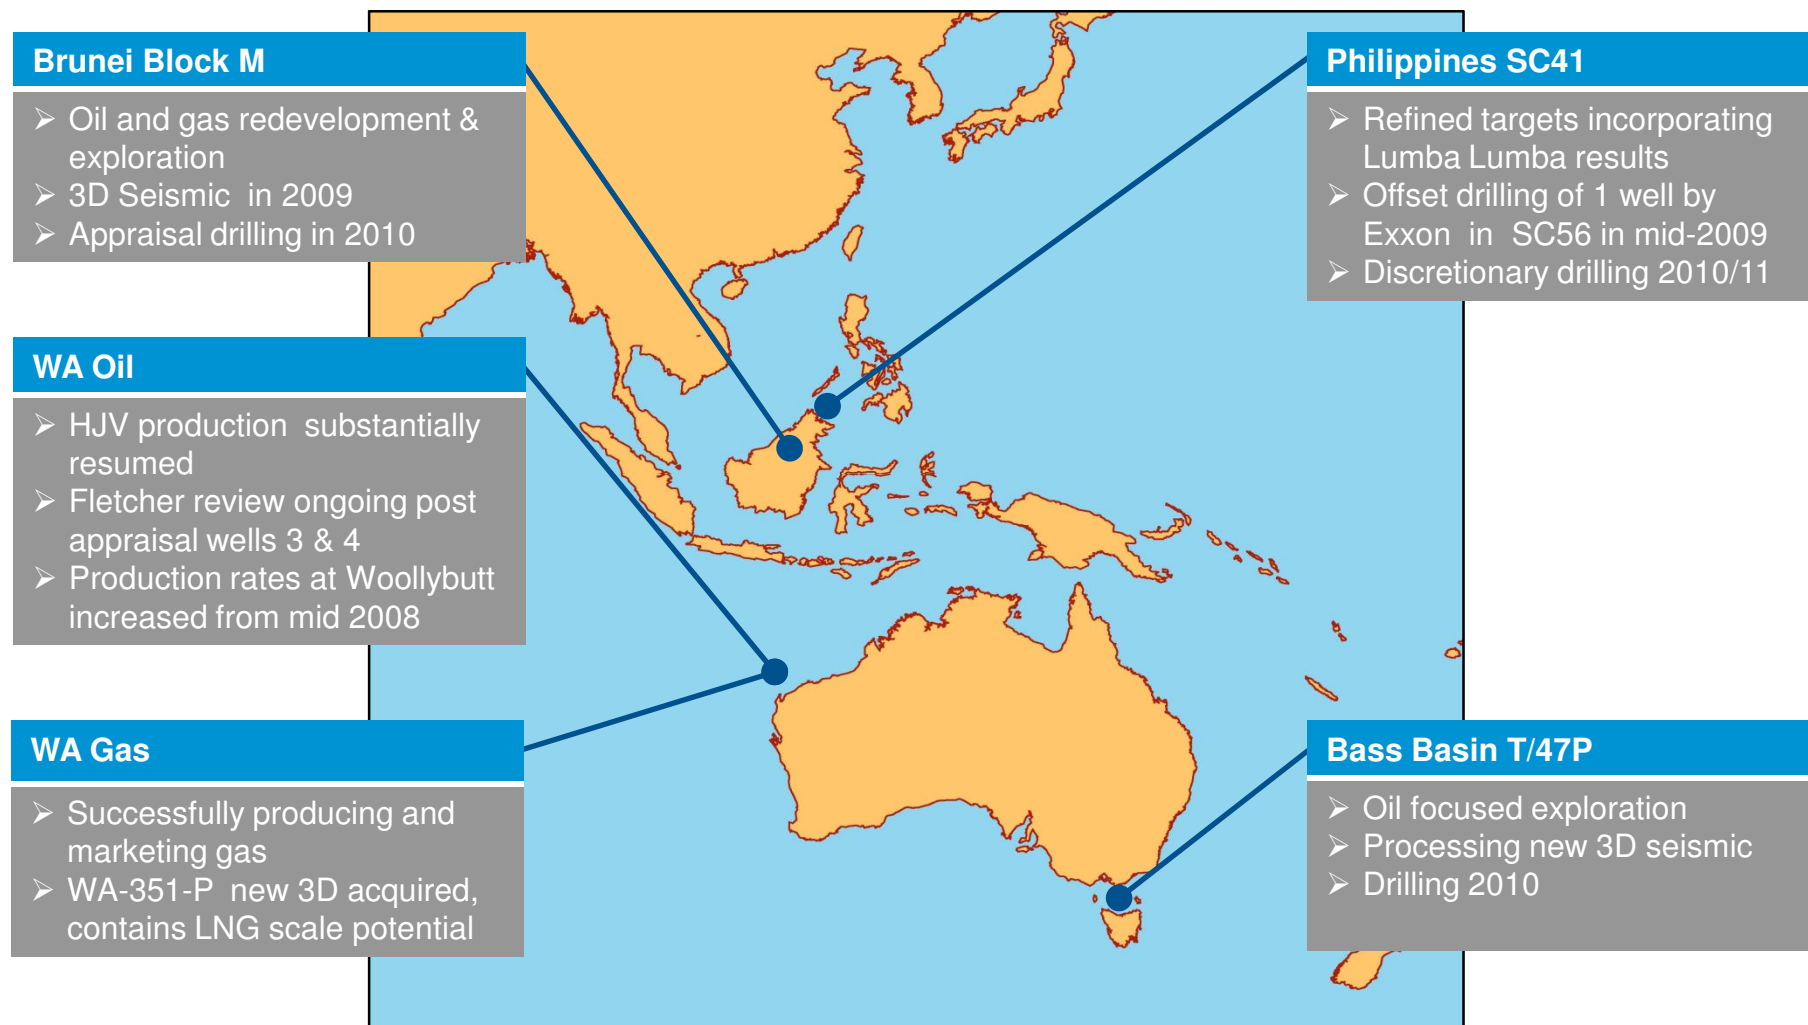 Brunei Block M
➢ Oil and gas redevelopment &
exploration
➢ 3D Seismic in 2009
➢ Appraisal drilling in 2010
WA Oil
➢ HJV production substantially
resumed
➢ Fletcher review ongoing post
appraisal wells 3 & 4
➢ Production rates at Woollybutt
increased from mid 2008
WA Gas
➢ Successfully producing and
marketing gas
➢ WA-351-P new 3D acquired,
contains LNG scale potential
Philippines SC41
➢ Refined targets incorporating
Lumba Lumba results
➢ Offset drilling of 1 well by
Exxon in SC56 in mid-2009
➢ Discretionary drilling 2010/11
Bass Basin T/47P
➢ Oil focused exploration
➢ Processing new 3D seismic
➢ Drilling 2010